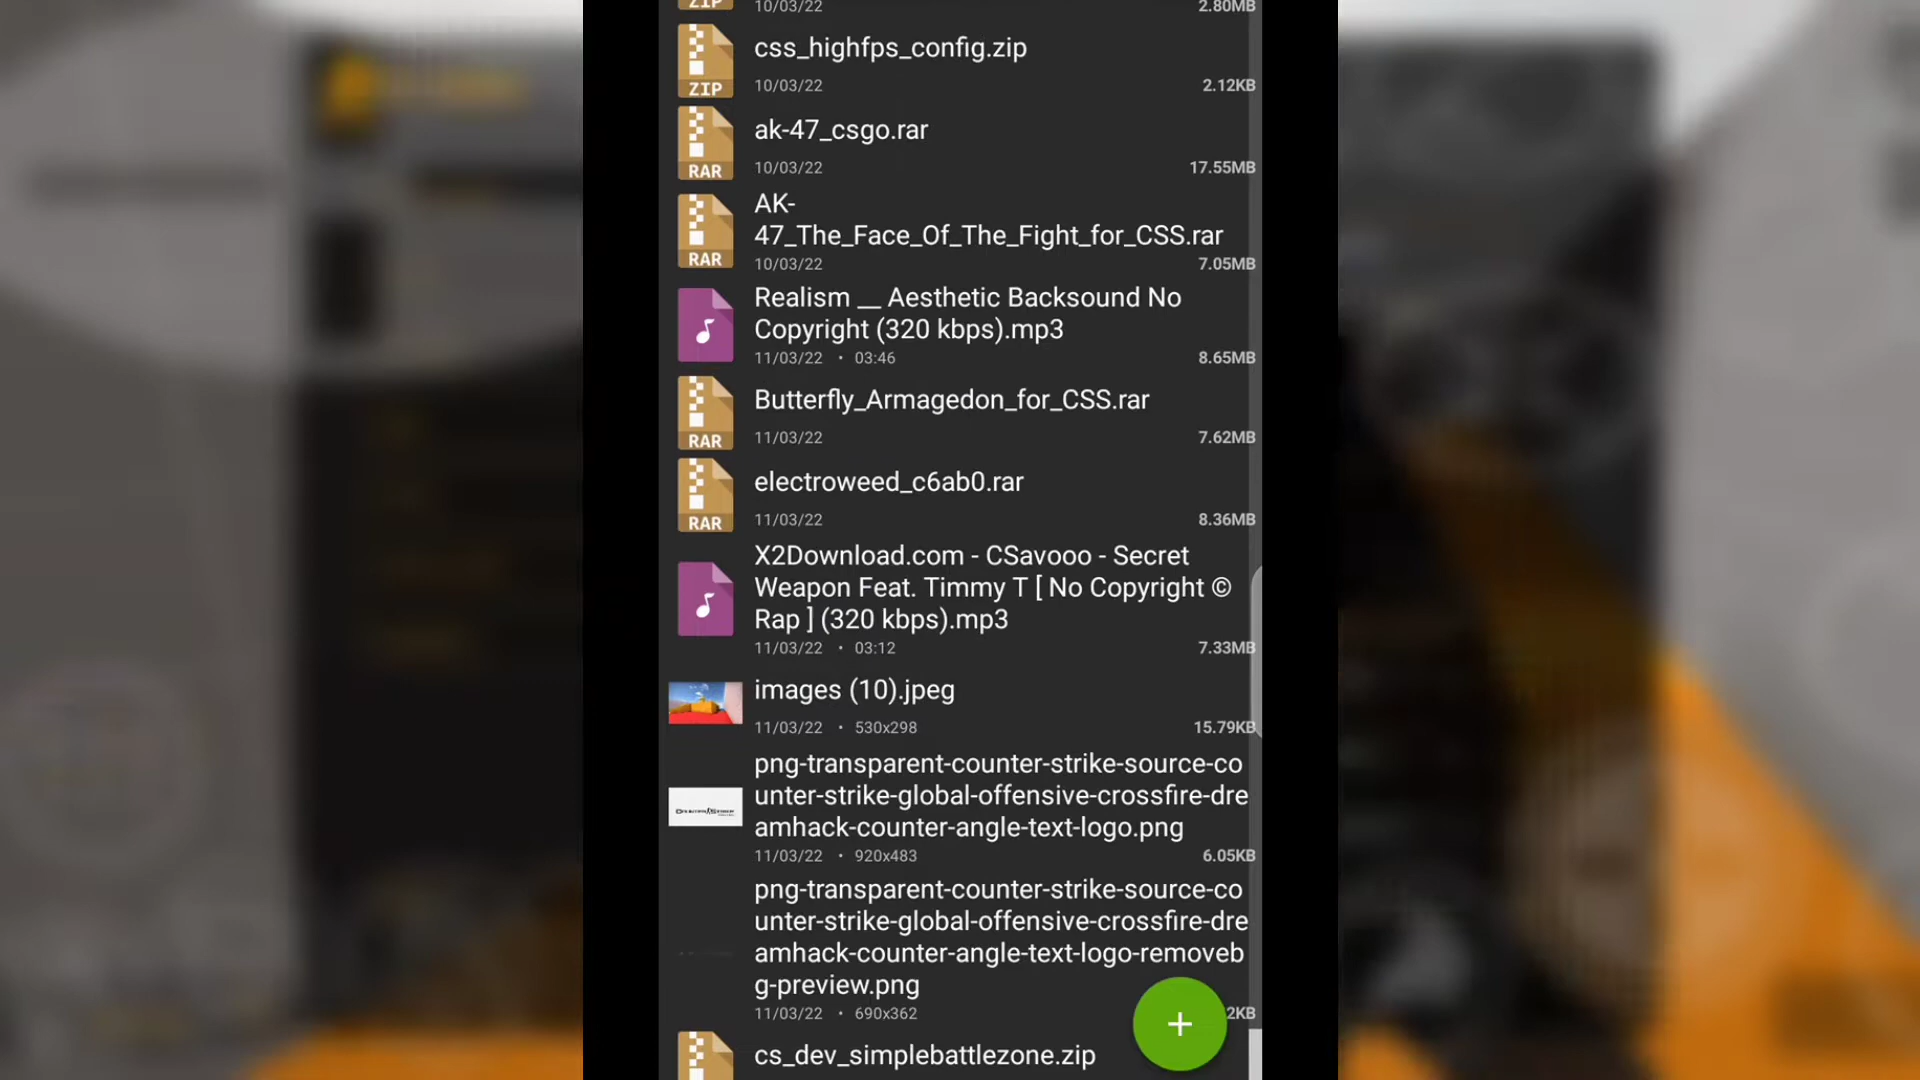 ZIP
10/03/22
2.80MB
css_highfps_config.zip
ZIP
10/03/22
2.12KB
ak-47_csgo.rar
RAR
10/03/22
17.55MB
AK-
47_The_Face_Of_The_Fight_for_CSS.rar
RAR
10/03/22
7.05MB
Realism __ Aesthetic Backsound No
Copyright (320 kbps).mp3
11/03/22 • 03:46
8.65MB
Butterfly_Armagedon_for_CSS.rar
RAR
11/03/22
7.62MB
electroweed_c6ab0.rar
RAR
11/03/22
8.36MB
X2Download.com - CSavooo - Secret
Weapon Feat. Timmy T [ No Copyright ©
Rap ] (320 kbps).mp3
11/03/22 • 03:12
7.33MB
images (10).jpeg
11/03/22 • 530x298
15.79KB
png-transparent-counter-strike-source-co
unter-strike-global-offensive-crossfire-dre
amhack-counter-angle-text-logo.png
11/03/22 • 920x483
6.05KB
png-transparent-counter-strike-source-co
unter-strike-global-offensive-crossfire-dre
amhack-counter-angle-text-logo-removeb
g-preview.png
11/03/22 • 690x362
cs_dev_simplebattlezone.zip